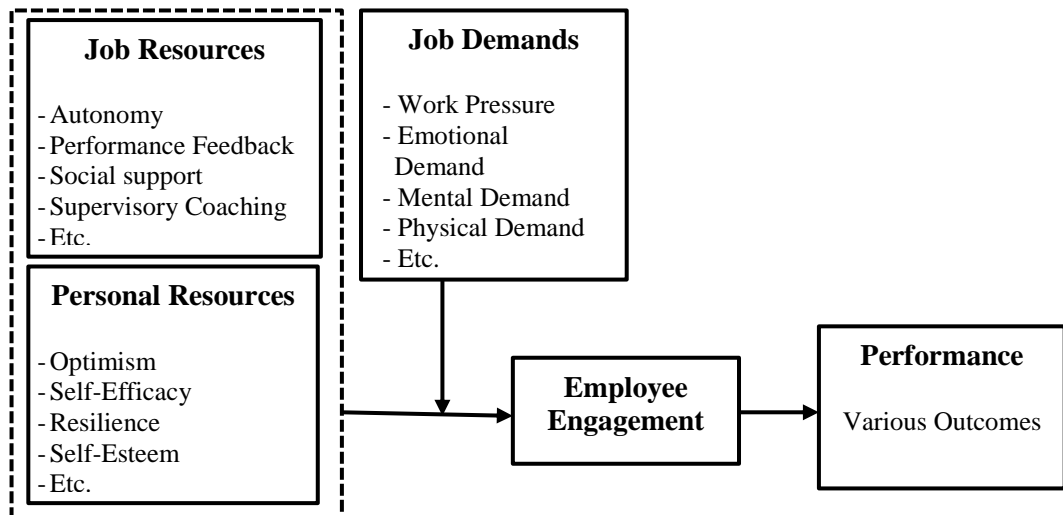 Job Resources
- Autonomy
- Performance Feedback
- Social support
- Supervisory Coaching
- Etc.
Personal Resources
- Optimism
- Self-Efficacy
- Resilience
- Self-Esteem
- Etc.
Job Demands
- Work Pressure
- Emotional
Demand
- Mental Demand
- Physical Demand
- Etc.
Employee
Engagement
Performance
Various Outcomes